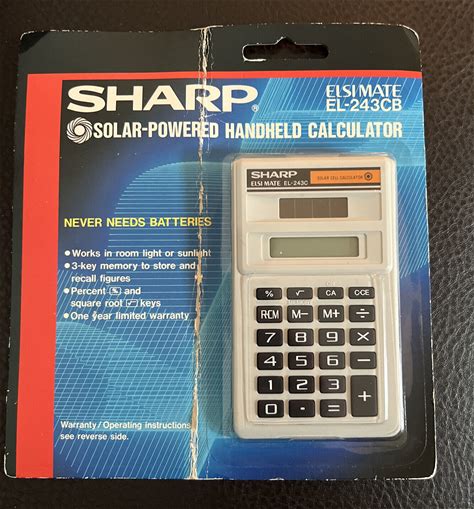 SHARP®
ELSI MATE
EL-243CB
SOLAR-POWERED HANDHELD CALCULATOR
NEVER NEEDS BATTERIES
• Works in room light or sunlight
• 3-key memory to store and
recall figures
• Percent % and
square root √ keys
• One year limited warranty
Warranty/Operating instructions
see reverse side.
SHARP
ELSI MATE EL-243C
SOLAR CELL CALCULATOR
% √ CA C·CE
R·CM M− M+ ÷
7 8 9 ×
4 5 6 −
1 2 3 +
0 • =